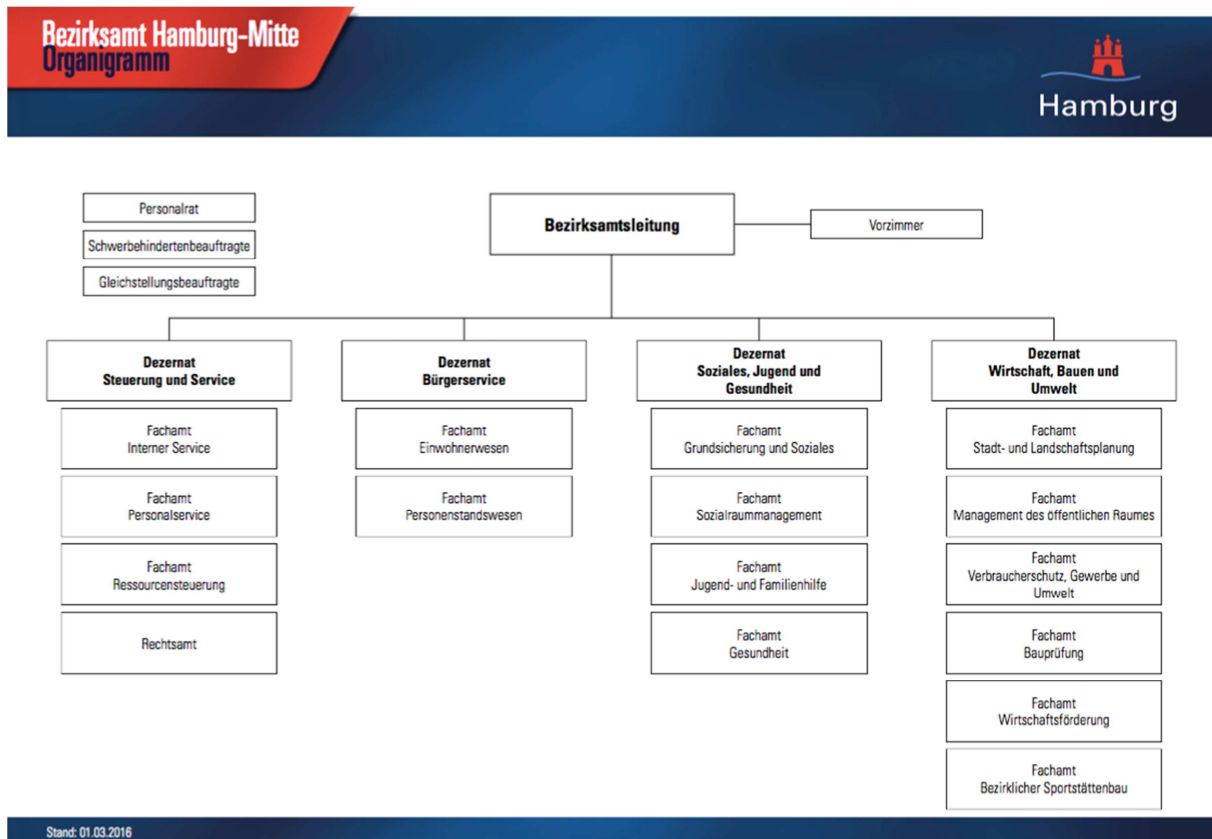 Bezirksamt Hamburg-Mitte
Organigramm
Hamburg
Personalrat
Schwerbehindertenbeauftragte
Gleichstellungsbeauftragte
Bezirksamtsleitung
Vorzimmer
Dezernat
Steuerung und Service
Fachamt
Interner Service
Fachamt
Personalservice
Fachamt
Ressourcensteuerung
Rechtsamt
Dezernat
Bürgerservice
Fachamt
Einwohnerwesen
Fachamt
Personenstandswesen
Dezernat
Soziales, Jugend und
Gesundheit
Fachamt
Grundsicherung und Soziales
Fachamt
Sozialraummanagement
Fachamt
Jugend- und Familienhilfe
Fachamt
Gesundheit
Dezernat
Wirtschaft, Bauen und
Umwelt
Fachamt
Stadt- und Landschaftsplanung
Fachamt
Management des öffentlichen Raumes
Fachamt
Verbraucherschutz, Gewerbe und
Umwelt
Fachamt
Bauprüfung
Fachamt
Wirtschaftsförderung
Fachamt
Bezirklicher Sportstättenbau
Stand: 01.03.2016